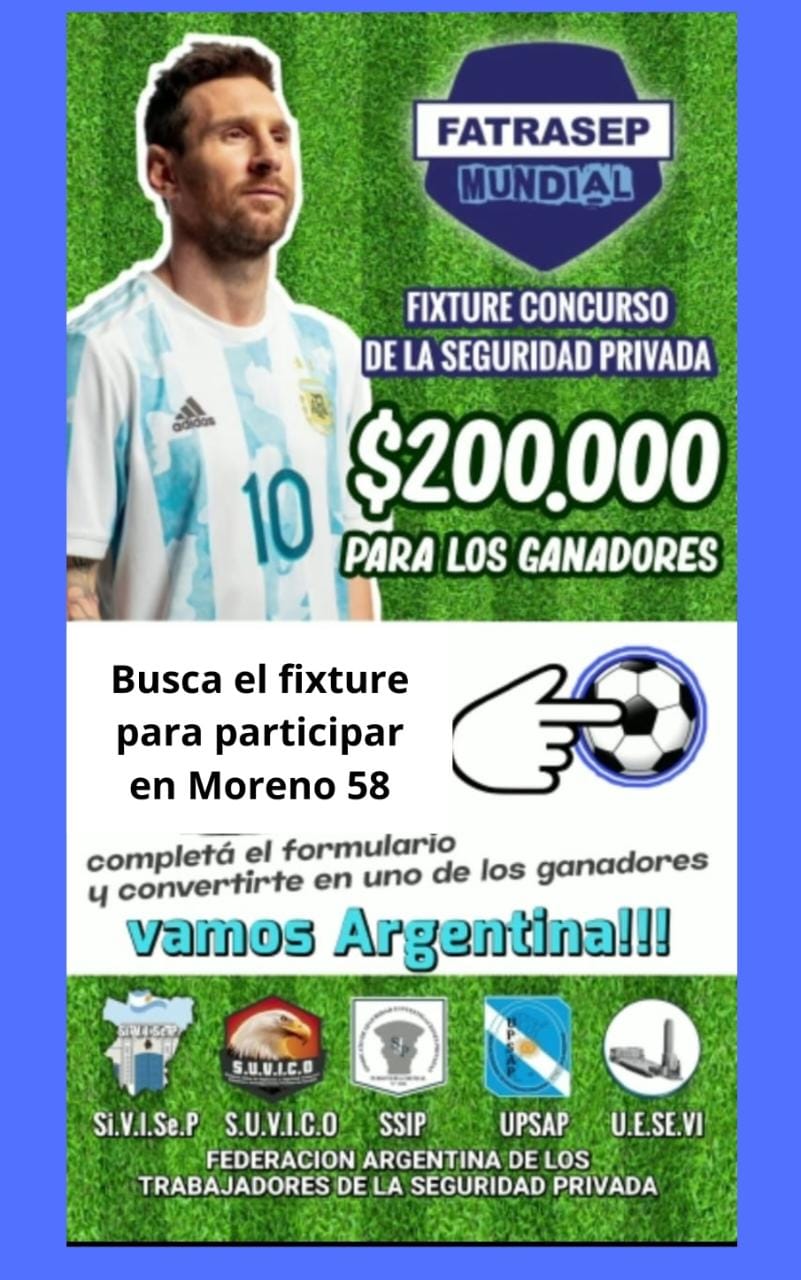 FATRASEP
MUNDIAL
FIXTURE CONCURSO
DE LA SEGURIDAD PRIVADA
adidas
10
$200.000
PARA LOS GANADORES
Busca el fixture
para participar
en Moreno 58
completá el formulario
y convertirte en uno de los ganadores
vamos Argentina!!!
S.U.V.I.C.O
UPSAP
Si.V.I.Se.P S.U.V.I.C.O SSIP UPSAP U.E.SE.VI
FEDERACION ARGENTINA DE LOS
TRABAJADORES DE LA SEGURIDAD PRIVADA